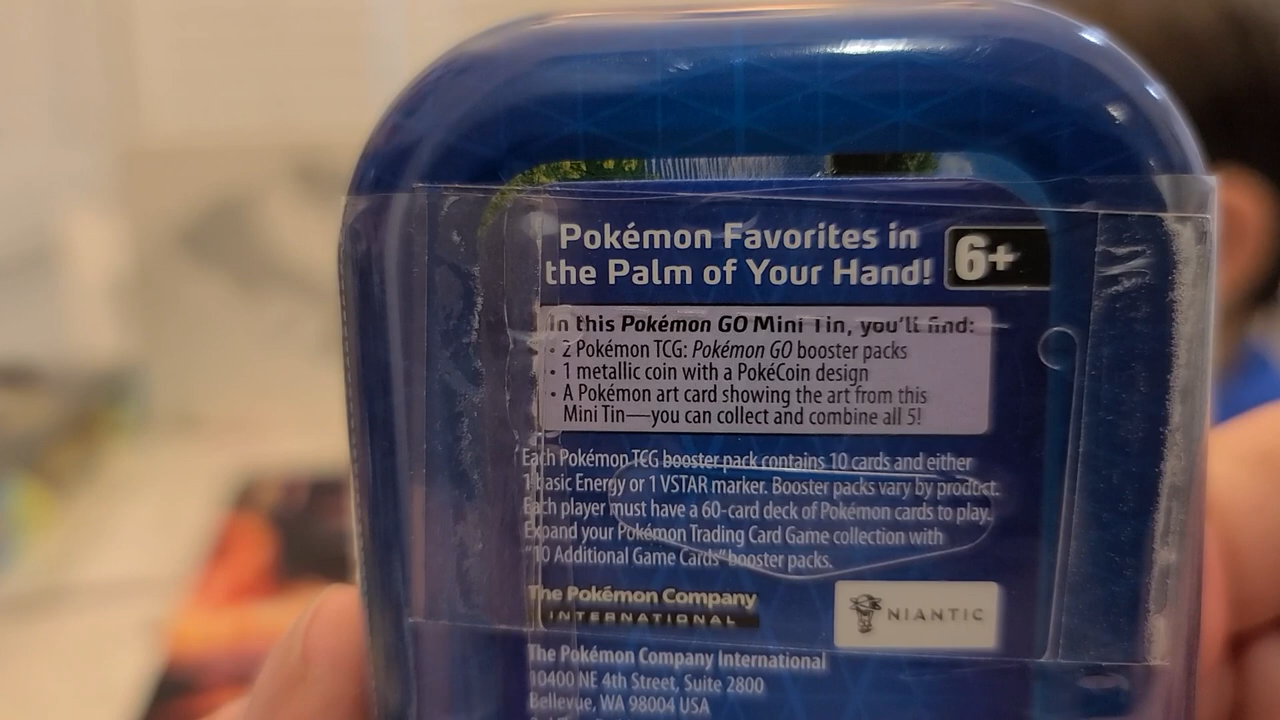 Pokémon Favorites in
the Palm of Your Hand!
6+
In this Pokémon GO Mini Tin, you'll find:
• 2 Pokémon TCG: Pokémon GO booster packs
• 1 metallic coin with a PokéCoin design
• A Pokémon art card showing the art from this
Mini Tin—you can collect and combine all 5!
Each Pokémon TCG booster pack contains 10 cards and either
1 basic Energy or 1 VSTAR marker. Booster packs vary by product.
Each player must have a 60-card deck of Pokémon cards to play.
Expand your Pokémon Trading Card Game collection with
"10 Additional Game Cards" booster packs.
The Pokémon Company
INTERNATIONAL
NIANTIC
The Pokémon Company International
10400 NE 4th Street, Suite 2800
Bellevue, WA 98004 USA